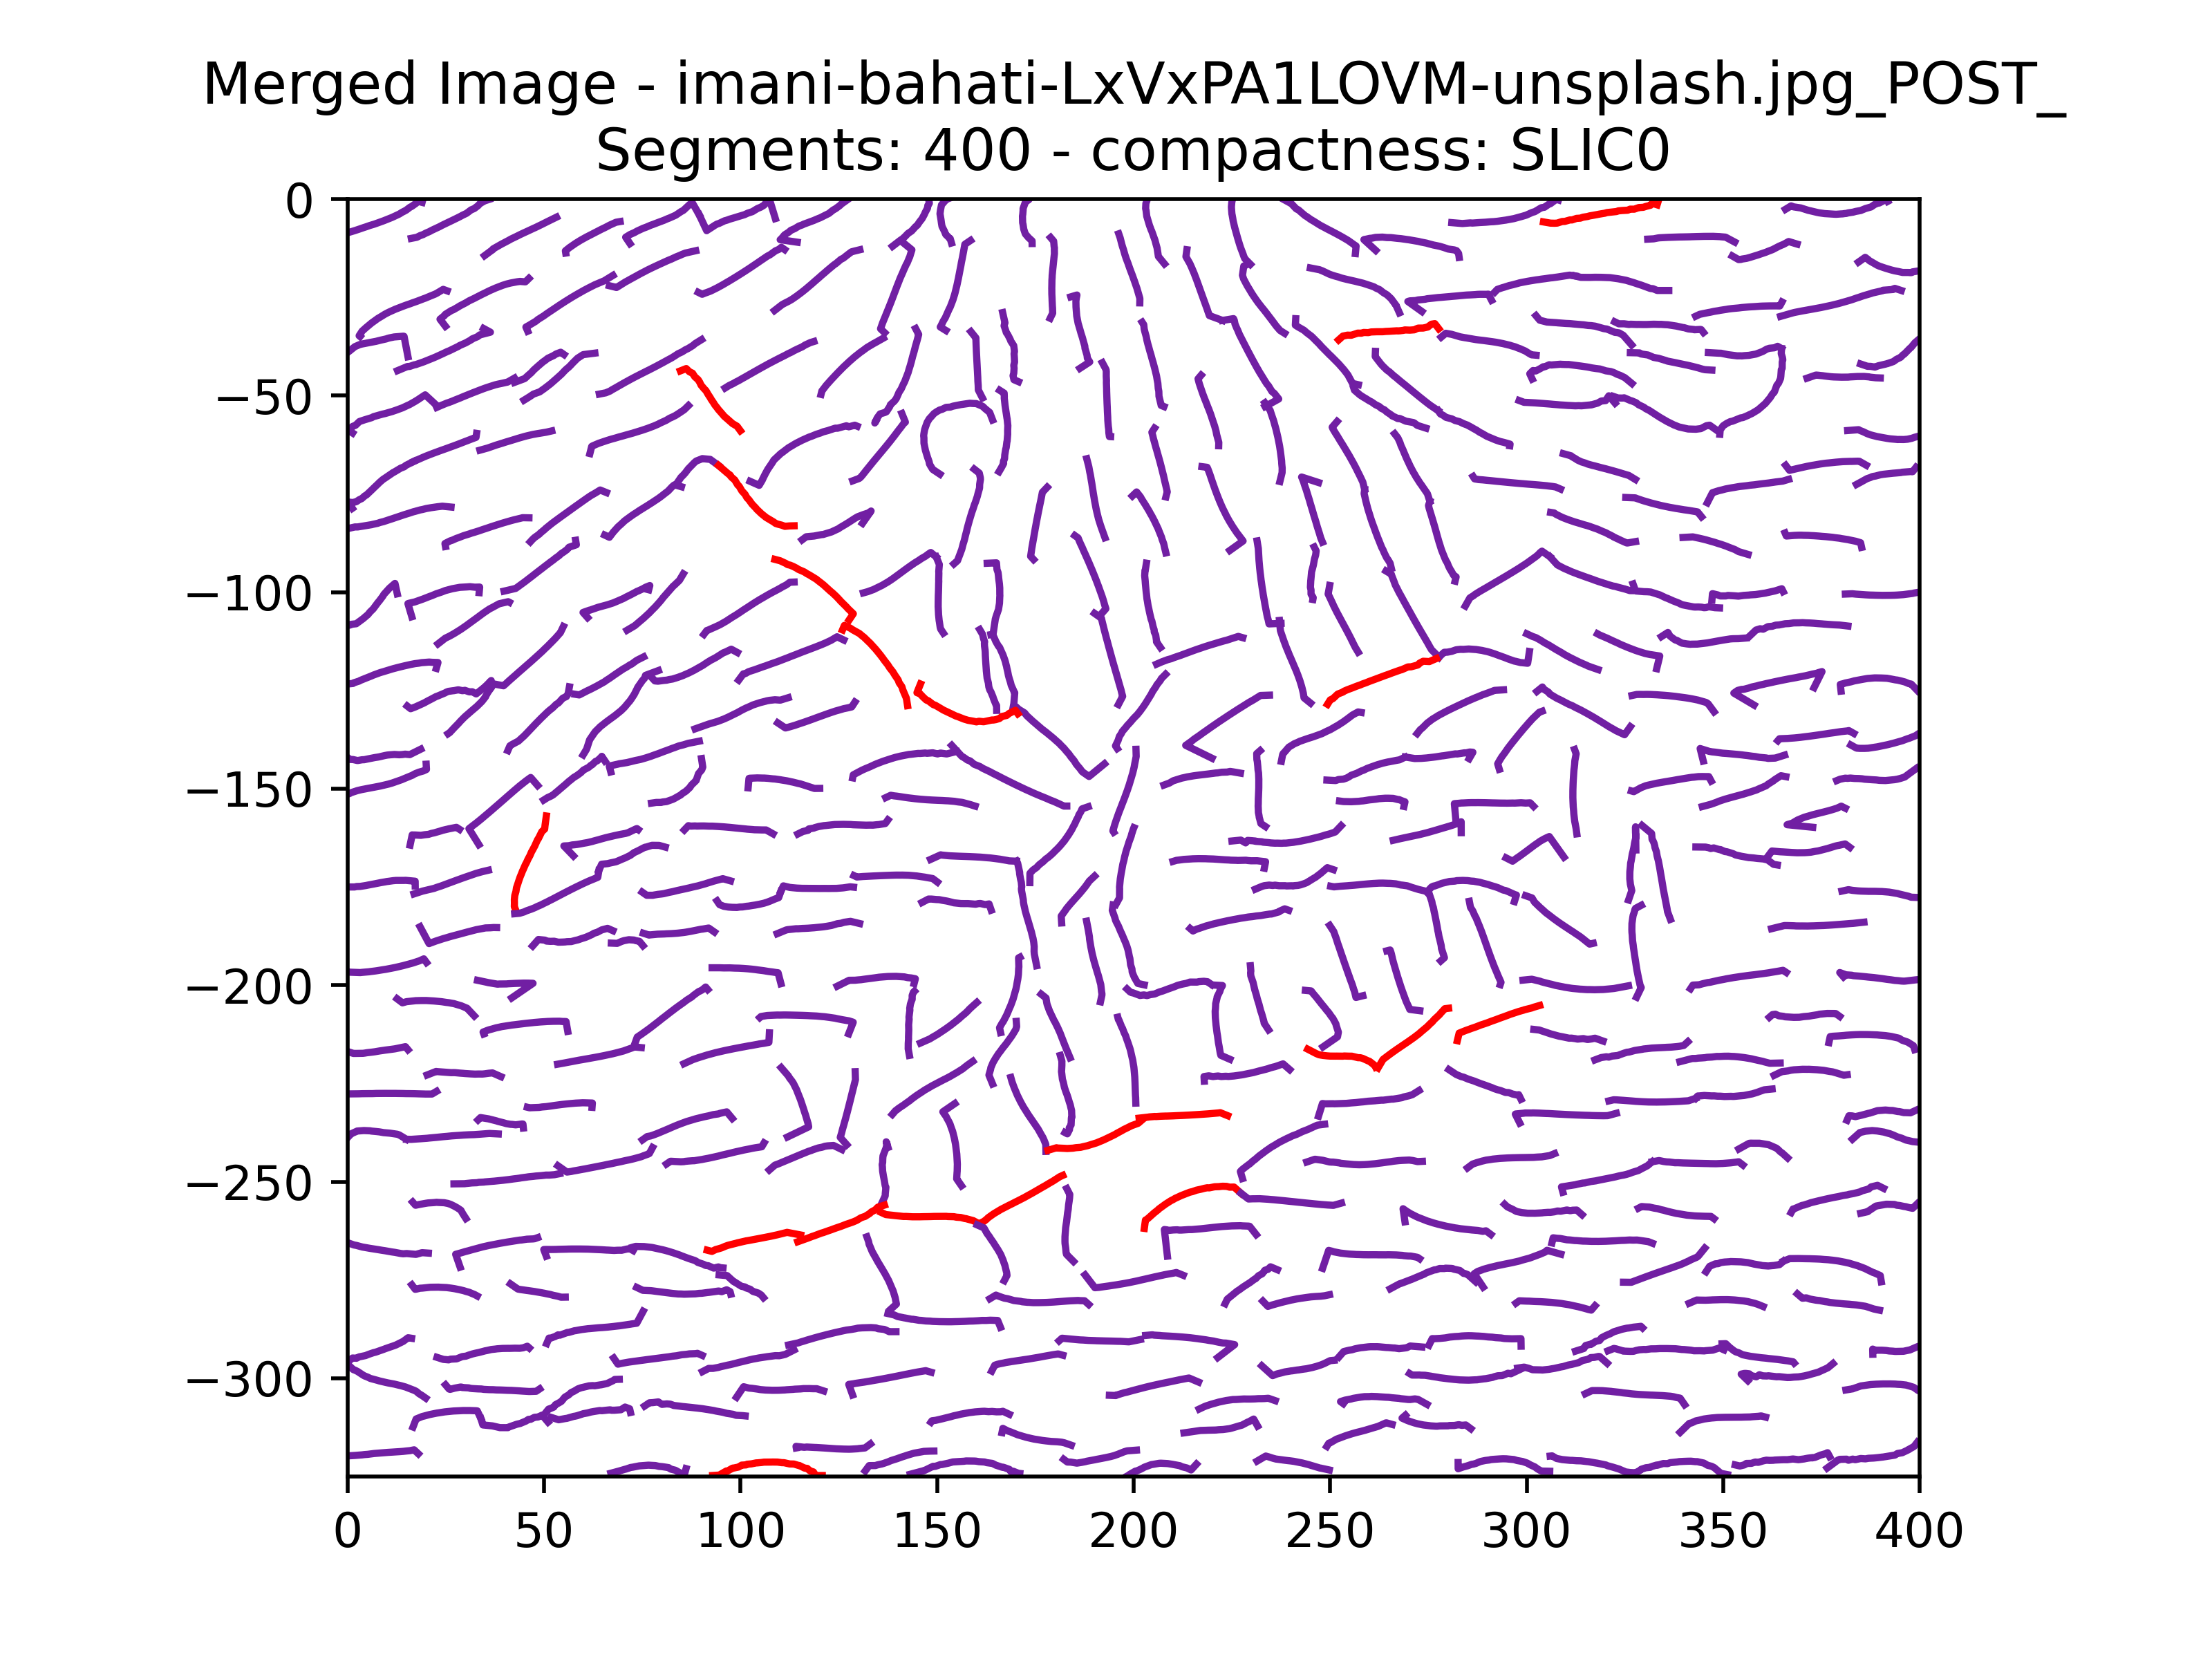 Merged Image - imani-bahati-LxVxPA1LOVM-unsplash.jpg_POST_
Segments: 400 - compactness: SLIC0
0
−50
−100
−150
−200
−250
−300
0 50 100 150 200 250 300 350 400